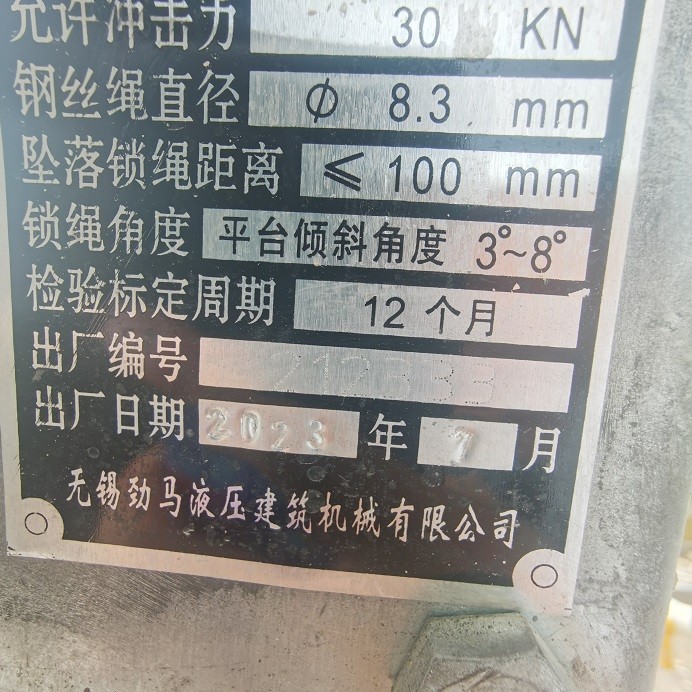 允许冲击力 30 KN
钢丝绳直径 Φ 8.3 mm
坠落锁绳距离 ≤ 100 mm
锁绳角度 平台倾斜角度 3°~8°
检验标定周期 12 个月
出厂编号 212333
出厂日期 2023 年 7 月
无锡劲马液压建筑机械有限公司